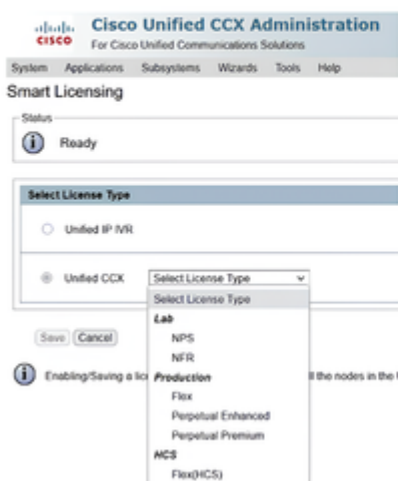 cisco
Cisco Unified CCX Administration
For Cisco Unified Communications Solutions
System Applications Subsystems Wizards Tools Help
Smart Licensing
Status
Ready
Select License Type
Unified IP IVR
Unified CCX Select License Type
Select License Type
Lab
NPS
NFR
Production
Flex
Perpetual Enhanced
Perpetual Premium
HCS
Flex(HCS)
Save Cancel
Enabling/Saving a lic ll the nodes in the